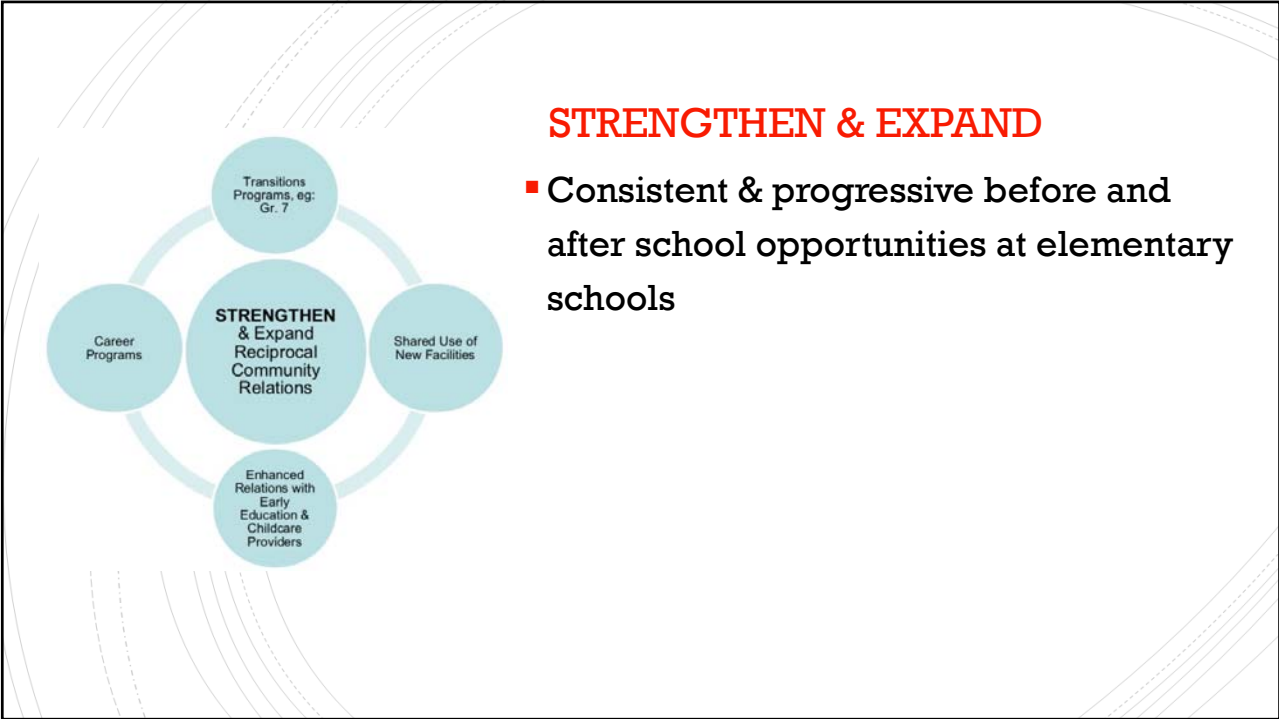 STRENGTHEN & EXPAND
▪ Consistent & progressive before and
after school opportunities at elementary
schools
Transitions
Programs, eg:
Gr. 7
STRENGTHEN
& Expand
Reciprocal
Community
Relations
Career
Programs
Shared Use of
New Facilities
Enhanced
Relations with
Early
Education &
Childcare
Providers